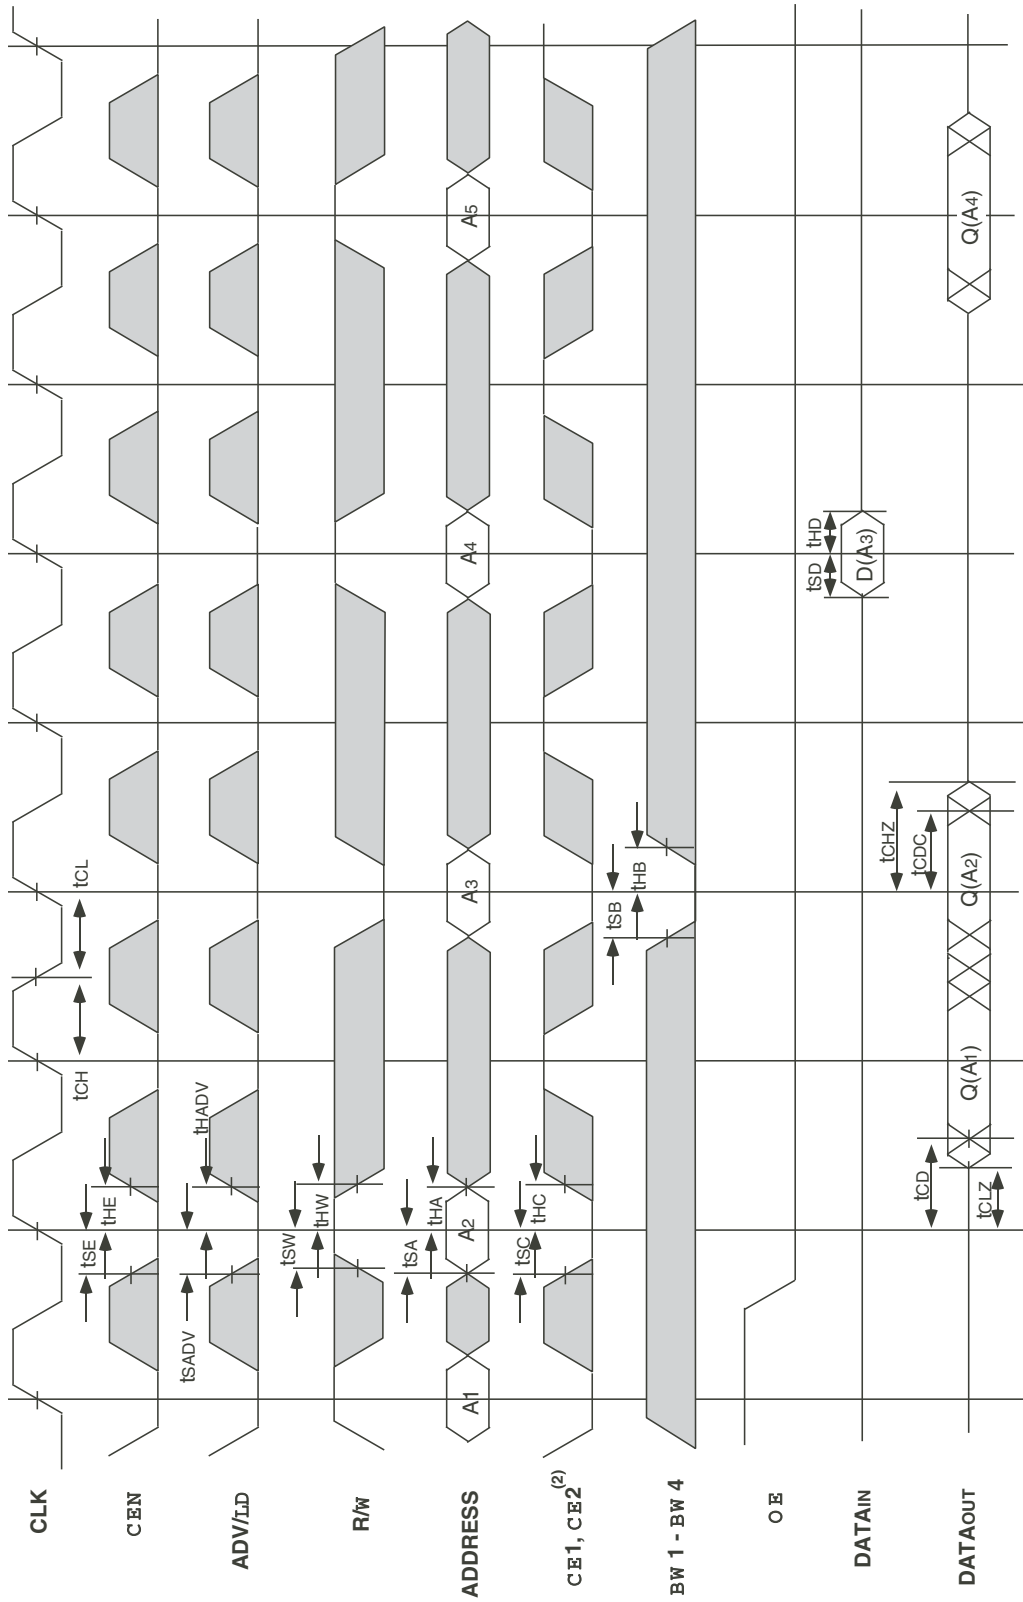 CLK
tCH
tCL
CEN
tSE
tHE
ADV/LD
tSADV
tHADV
R/W
tSW
tHW
ADDRESS
A1
tSA
A2
tHA
A3
A4
A5
CE1, CE2(2)
tSC
tHC
BW1 - BW4
tSB
tHB
OE
DATAIN
tSD
tHD
D(A3)
DATAOUT
tCD
tCLZ
Q(A1)
tCHZ
tCDC
Q(A2)
Q(A4)